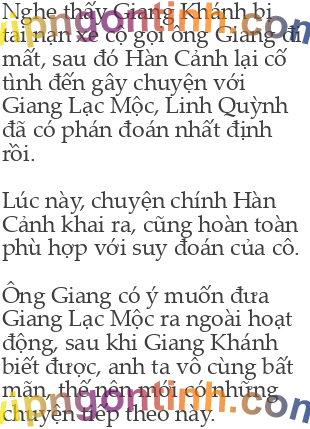 Nghe thấy Giang Khánh bị
tai nạn xe cộ gọi ông Giang đi
mất, sau đó Hàn Cảnh lại cố
tình đến gây chuyện với
Giang Lạc Mộc, Linh Quỳnh
đã có phán đoán nhất định
rồi.
Lúc này, chuyện chính Hàn
Cảnh khai ra, cũng hoàn toàn
phù hợp với suy đoán của cô.
Ông Giang có ý muốn đưa
Giang Lạc Mộc ra ngoài hoạt
động, sau khi Giang Khánh
biết được, anh ta vô cùng bất
mãn, thế nên mới có những
chuyện tiếp theo này.
vipngontinh.com
vipngontinh.com